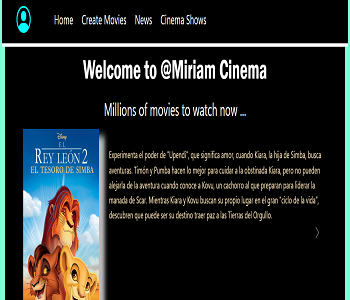 Home Create Movies News Cinema Shows
Welcome to @Miriam Cinema
Millions of movies to watch now ...
Disney
EL
REY LEÓN 2
EL TESORO DE SIMBA
Experimenta el poder de "Upendi", que significa amor, cuando Kiara, la hija de Simba, busca
aventuras. Timón y Pumba hacen lo mejor para cuidar a la obstinada Kiara, pero no pueden
alejarla de la aventura cuando conoce a Kovu, un cachorro al que preparan para liderar la
manada de Scar. Mientras Kiara y Kovu buscan su propio lugar en el gran "ciclo de la vida",
descubren que puede ser su destino traer paz a las Tierras del Orgullo.